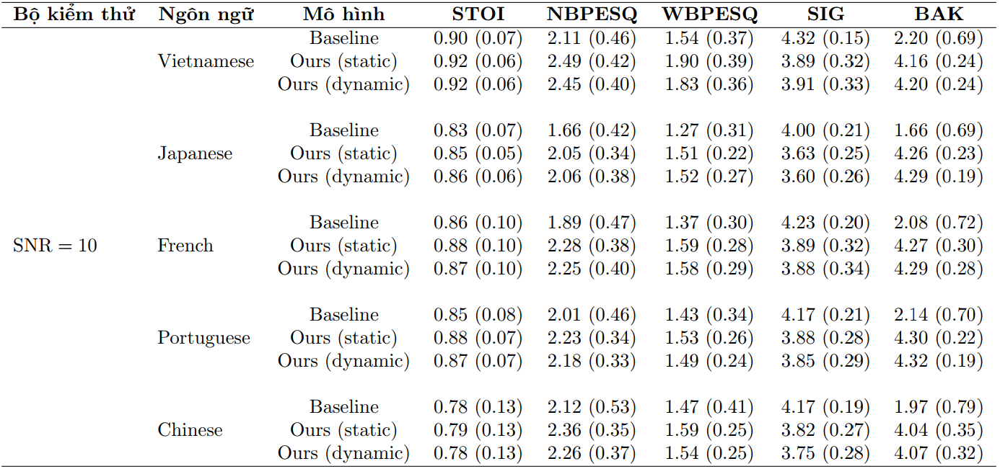 Bộ kiểm thử Ngôn ngữ Mô hình STOI NBPESQ WBPESQ SIG BAK
Baseline 0.90 (0.07) 2.11 (0.46) 1.54 (0.37) 4.32 (0.15) 2.20 (0.69)
Vietnamese Ours (static) 0.92 (0.06) 2.49 (0.42) 1.90 (0.39) 3.89 (0.32) 4.16 (0.24)
Ours (dynamic) 0.92 (0.06) 2.45 (0.40) 1.83 (0.36) 3.91 (0.33) 4.20 (0.24)
Baseline 0.83 (0.07) 1.66 (0.42) 1.27 (0.31) 4.00 (0.21) 1.66 (0.69)
Japanese Ours (static) 0.85 (0.05) 2.05 (0.34) 1.51 (0.22) 3.63 (0.25) 4.26 (0.23)
Ours (dynamic) 0.86 (0.06) 2.06 (0.38) 1.52 (0.27) 3.60 (0.26) 4.29 (0.19)
Baseline 0.86 (0.10) 1.89 (0.47) 1.37 (0.30) 4.23 (0.20) 2.08 (0.72)
SNR = 10 French Ours (static) 0.88 (0.10) 2.28 (0.38) 1.59 (0.28) 3.89 (0.32) 4.27 (0.30)
Ours (dynamic) 0.87 (0.10) 2.25 (0.40) 1.58 (0.29) 3.88 (0.34) 4.29 (0.28)
Baseline 0.85 (0.08) 2.01 (0.46) 1.43 (0.34) 4.17 (0.21) 2.14 (0.70)
Portuguese Ours (static) 0.88 (0.07) 2.23 (0.34) 1.53 (0.26) 3.88 (0.28) 4.30 (0.22)
Ours (dynamic) 0.87 (0.07) 2.18 (0.33) 1.49 (0.24) 3.85 (0.29) 4.32 (0.19)
Baseline 0.78 (0.13) 2.12 (0.53) 1.47 (0.41) 4.17 (0.19) 1.97 (0.79)
Chinese Ours (static) 0.79 (0.13) 2.36 (0.35) 1.59 (0.25) 3.82 (0.27) 4.04 (0.35)
Ours (dynamic) 0.78 (0.13) 2.26 (0.37) 1.54 (0.25) 3.75 (0.28) 4.07 (0.32)